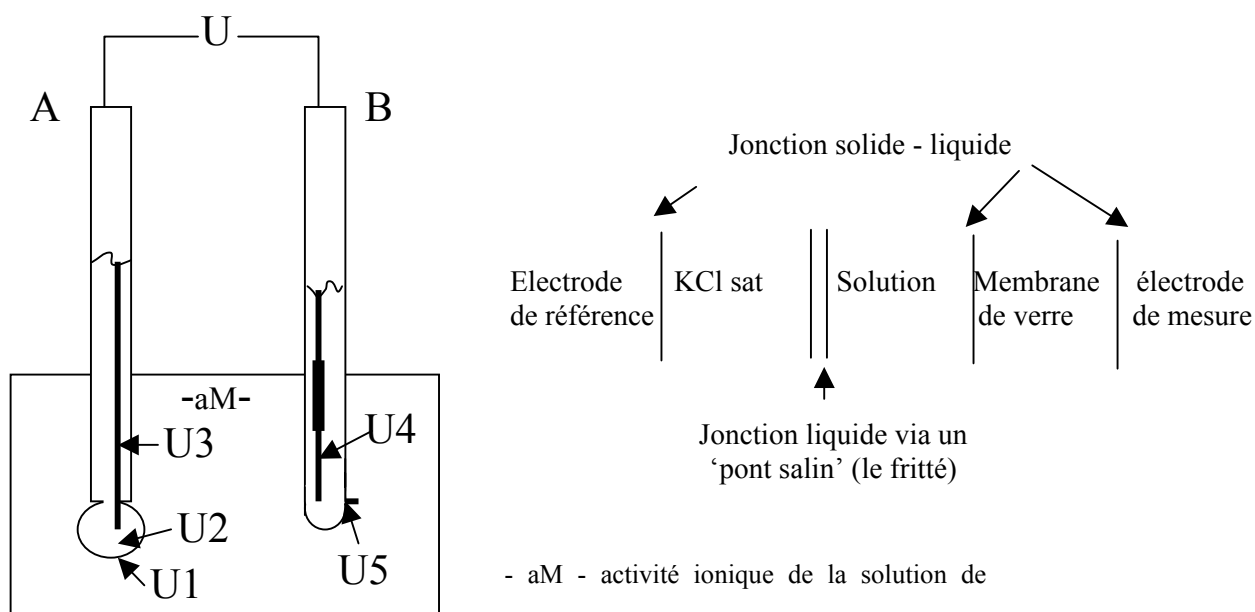 U
A
B
-aM-
U3
U4
U2
U1
U5
Jonction solide - liquide
Electrode
de référence
KCl sat
Solution
Membrane
de verre
électrode
de mesure
Jonction liquide via un
‘pont salin’ (le fritté)
- aM - activité ionique de la solution de